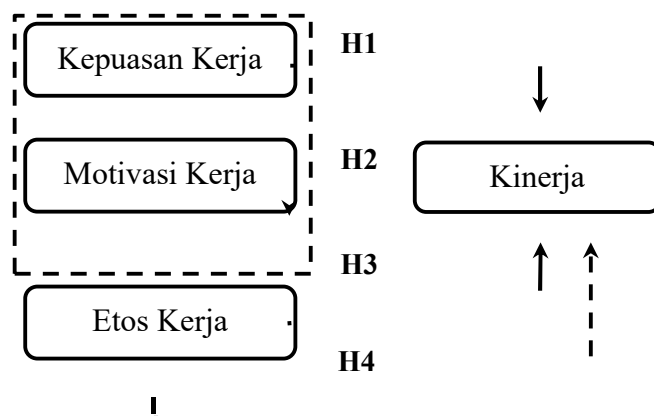 Kepuasan Kerja
H1
Motivasi Kerja
H2
Kinerja
H3
Etos Kerja
H4